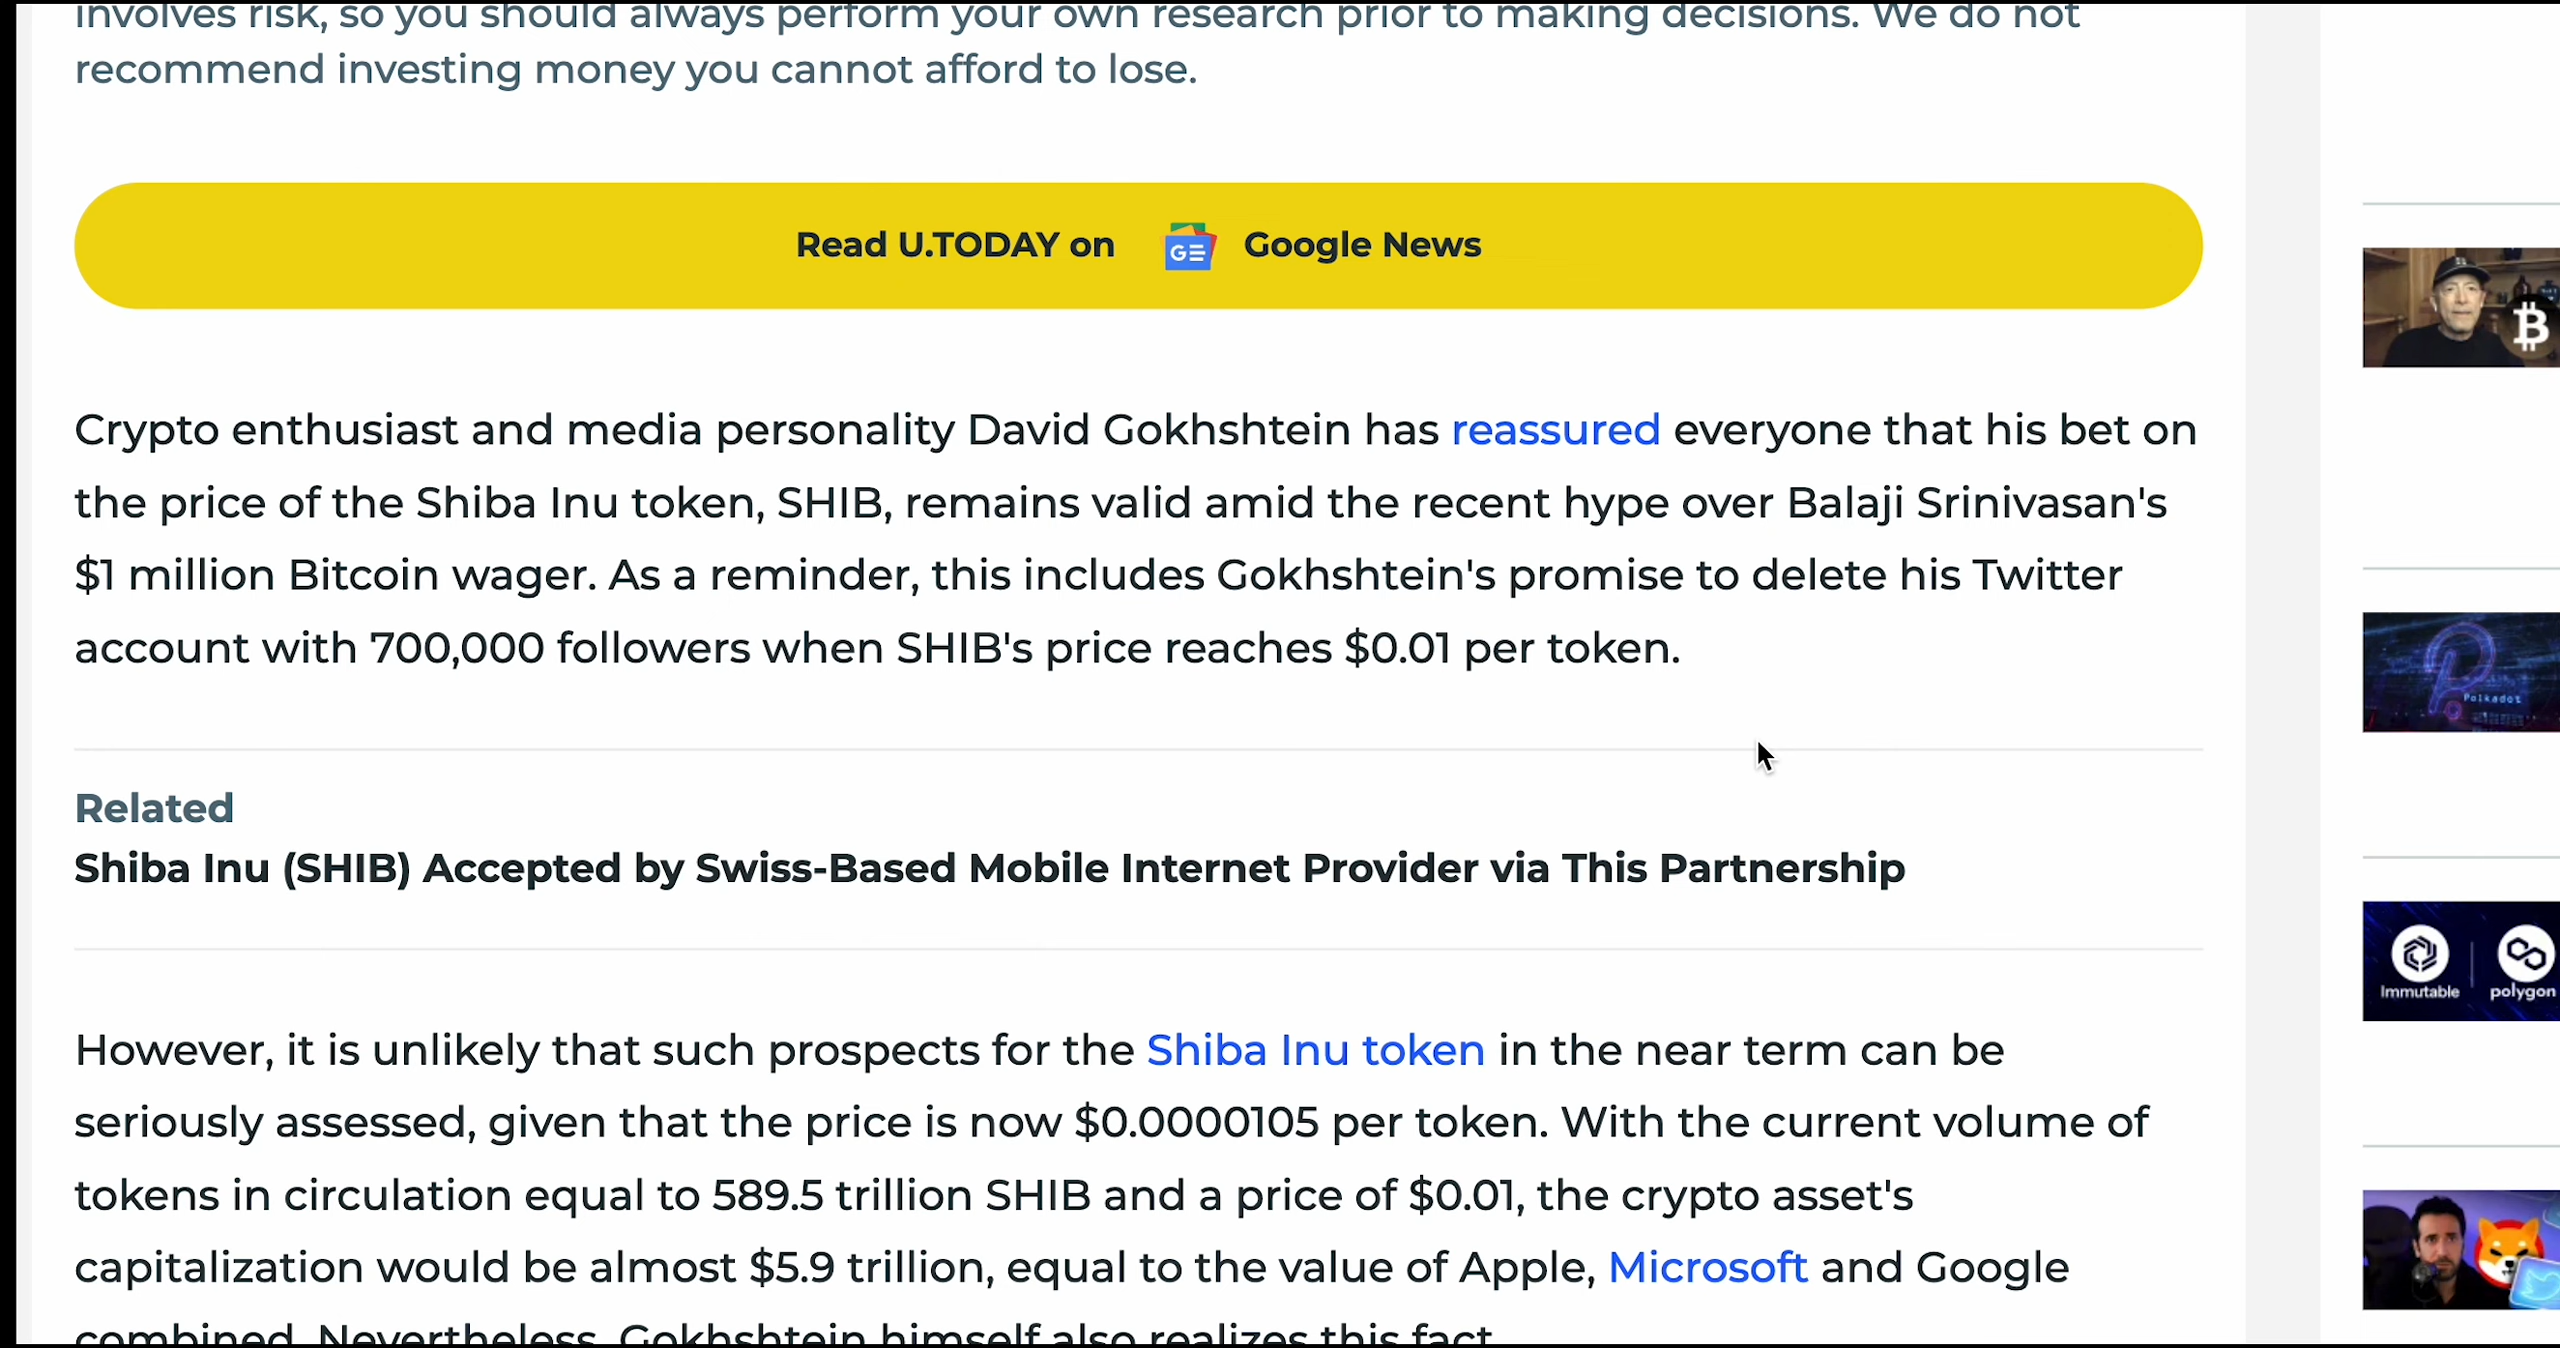 involves risk, so you should always perform your own research prior to making decisions. We do not
recommend investing money you cannot afford to lose.
Read U.TODAY on GE Google News
Crypto enthusiast and media personality David Gokhshtein has reassured everyone that his bet on
the price of the Shiba Inu token, SHIB, remains valid amid the recent hype over Balaji Srinivasan's
$1 million Bitcoin wager. As a reminder, this includes Gokhshtein's promise to delete his Twitter
account with 700,000 followers when SHIB's price reaches $0.01 per token.
Related
Shiba Inu (SHIB) Accepted by Swiss-Based Mobile Internet Provider via This Partnership
However, it is unlikely that such prospects for the Shiba Inu token in the near term can be
seriously assessed, given that the price is now $0.0000105 per token. With the current volume of
tokens in circulation equal to 589.5 trillion SHIB and a price of $0.01, the crypto asset's
capitalization would be almost $5.9 trillion, equal to the value of Apple, Microsoft and Google
combined. Nevertheless, Gokhshtein himself also realizes this fact.
Polkadot
Immutable
polygon